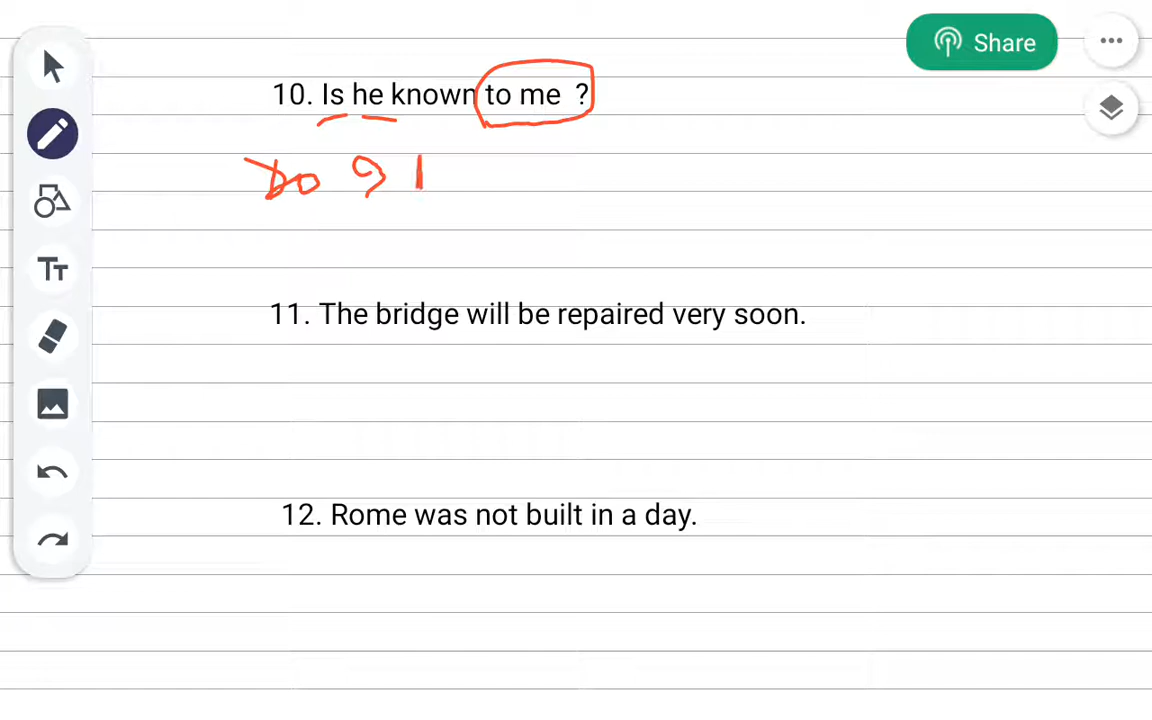 Share
10. Is he known to me ?
Do I
11. The bridge will be repaired very soon.
Tт
12. Rome was not built in a day.